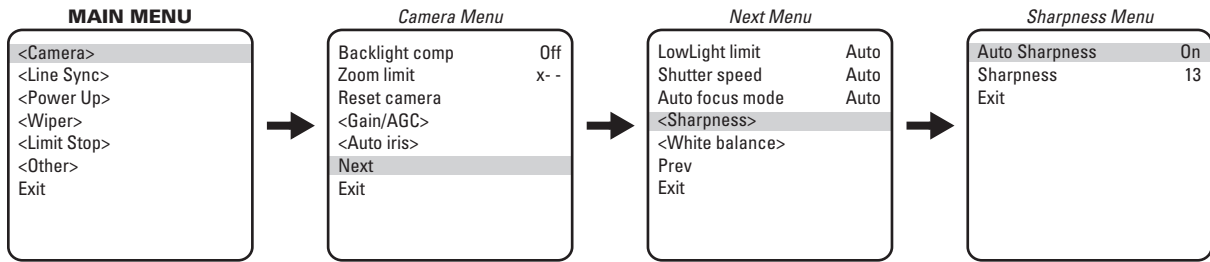 MAIN MENU
<Camera>
<Line Sync>
<Power Up>
<Wiper>
<Limit Stop>
<Other>
Exit
Camera Menu
Backlight comp Off
Zoom limit x- -
Reset camera
<Gain/AGC>
<Auto iris>
Next
Exit
Next Menu
LowLight limit Auto
Shutter speed Auto
Auto focus mode Auto
<Sharpness>
<White balance>
Prev
Exit
Sharpness Menu
Auto Sharpness On
Sharpness 13
Exit